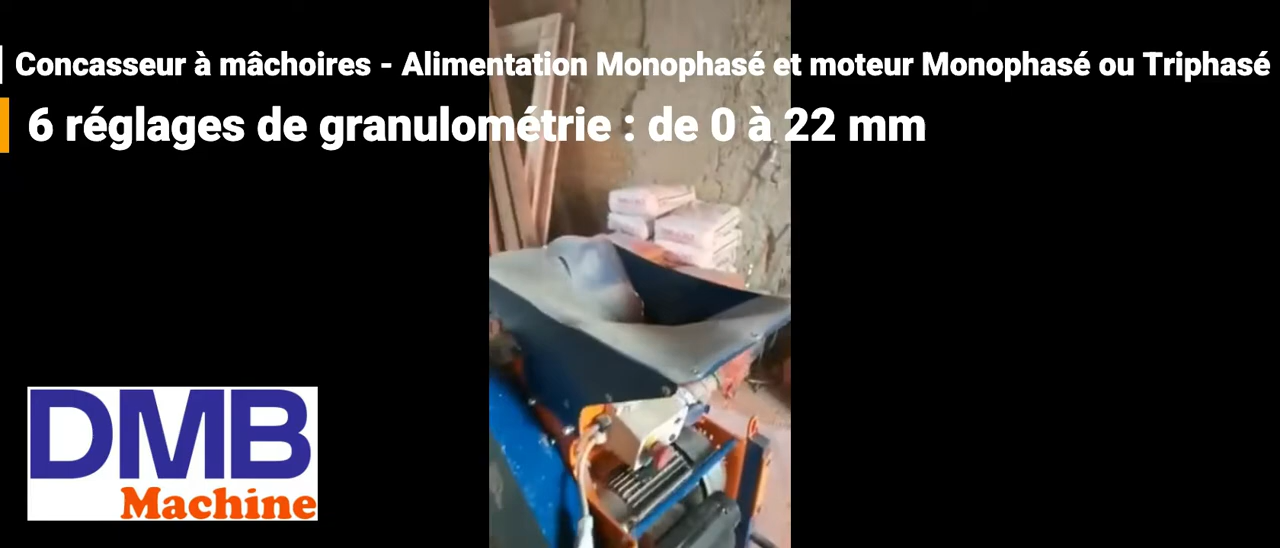 Concasseur à mâchoires - Alimentation Monophasé et moteur Monophasé ou Triphasé
6 réglages de granulométrie : de 0 à 22 mm
DMB
Machine